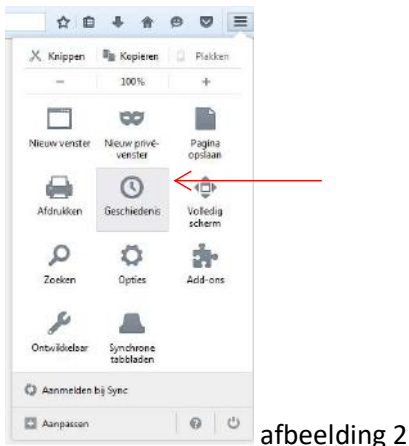 Knippen Kopiëren Plakken
− 100% +
Nieuw venster Nieuw privé-venster Pagina opslaan
Afdrukken Geschiedenis Volledig scherm
Zoeken Opties Add-ons
Ontwikkelaar Synchrone tabbladen
Aanmelden bij Sync
Aanpassen
afbeelding 2